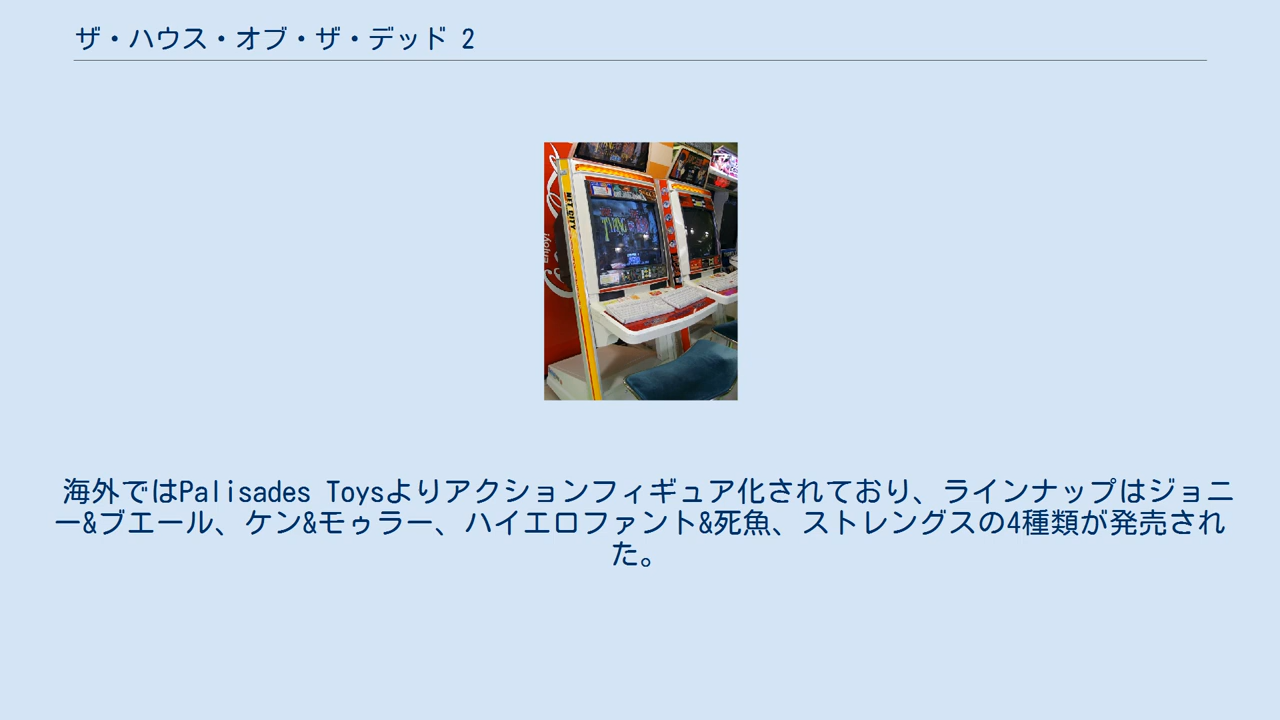 ザ・ハウス・オブ・ザ・デッド 2
HIT CITY
Enjoy!
TYPING
海外ではPalisades Toysよりアクションフィギュア化されており、ラインナップはジョニ
ー&ブエール、ケン&モゥラー、ハイエロファント&死魚、ストレングスの4種類が発売され
た。